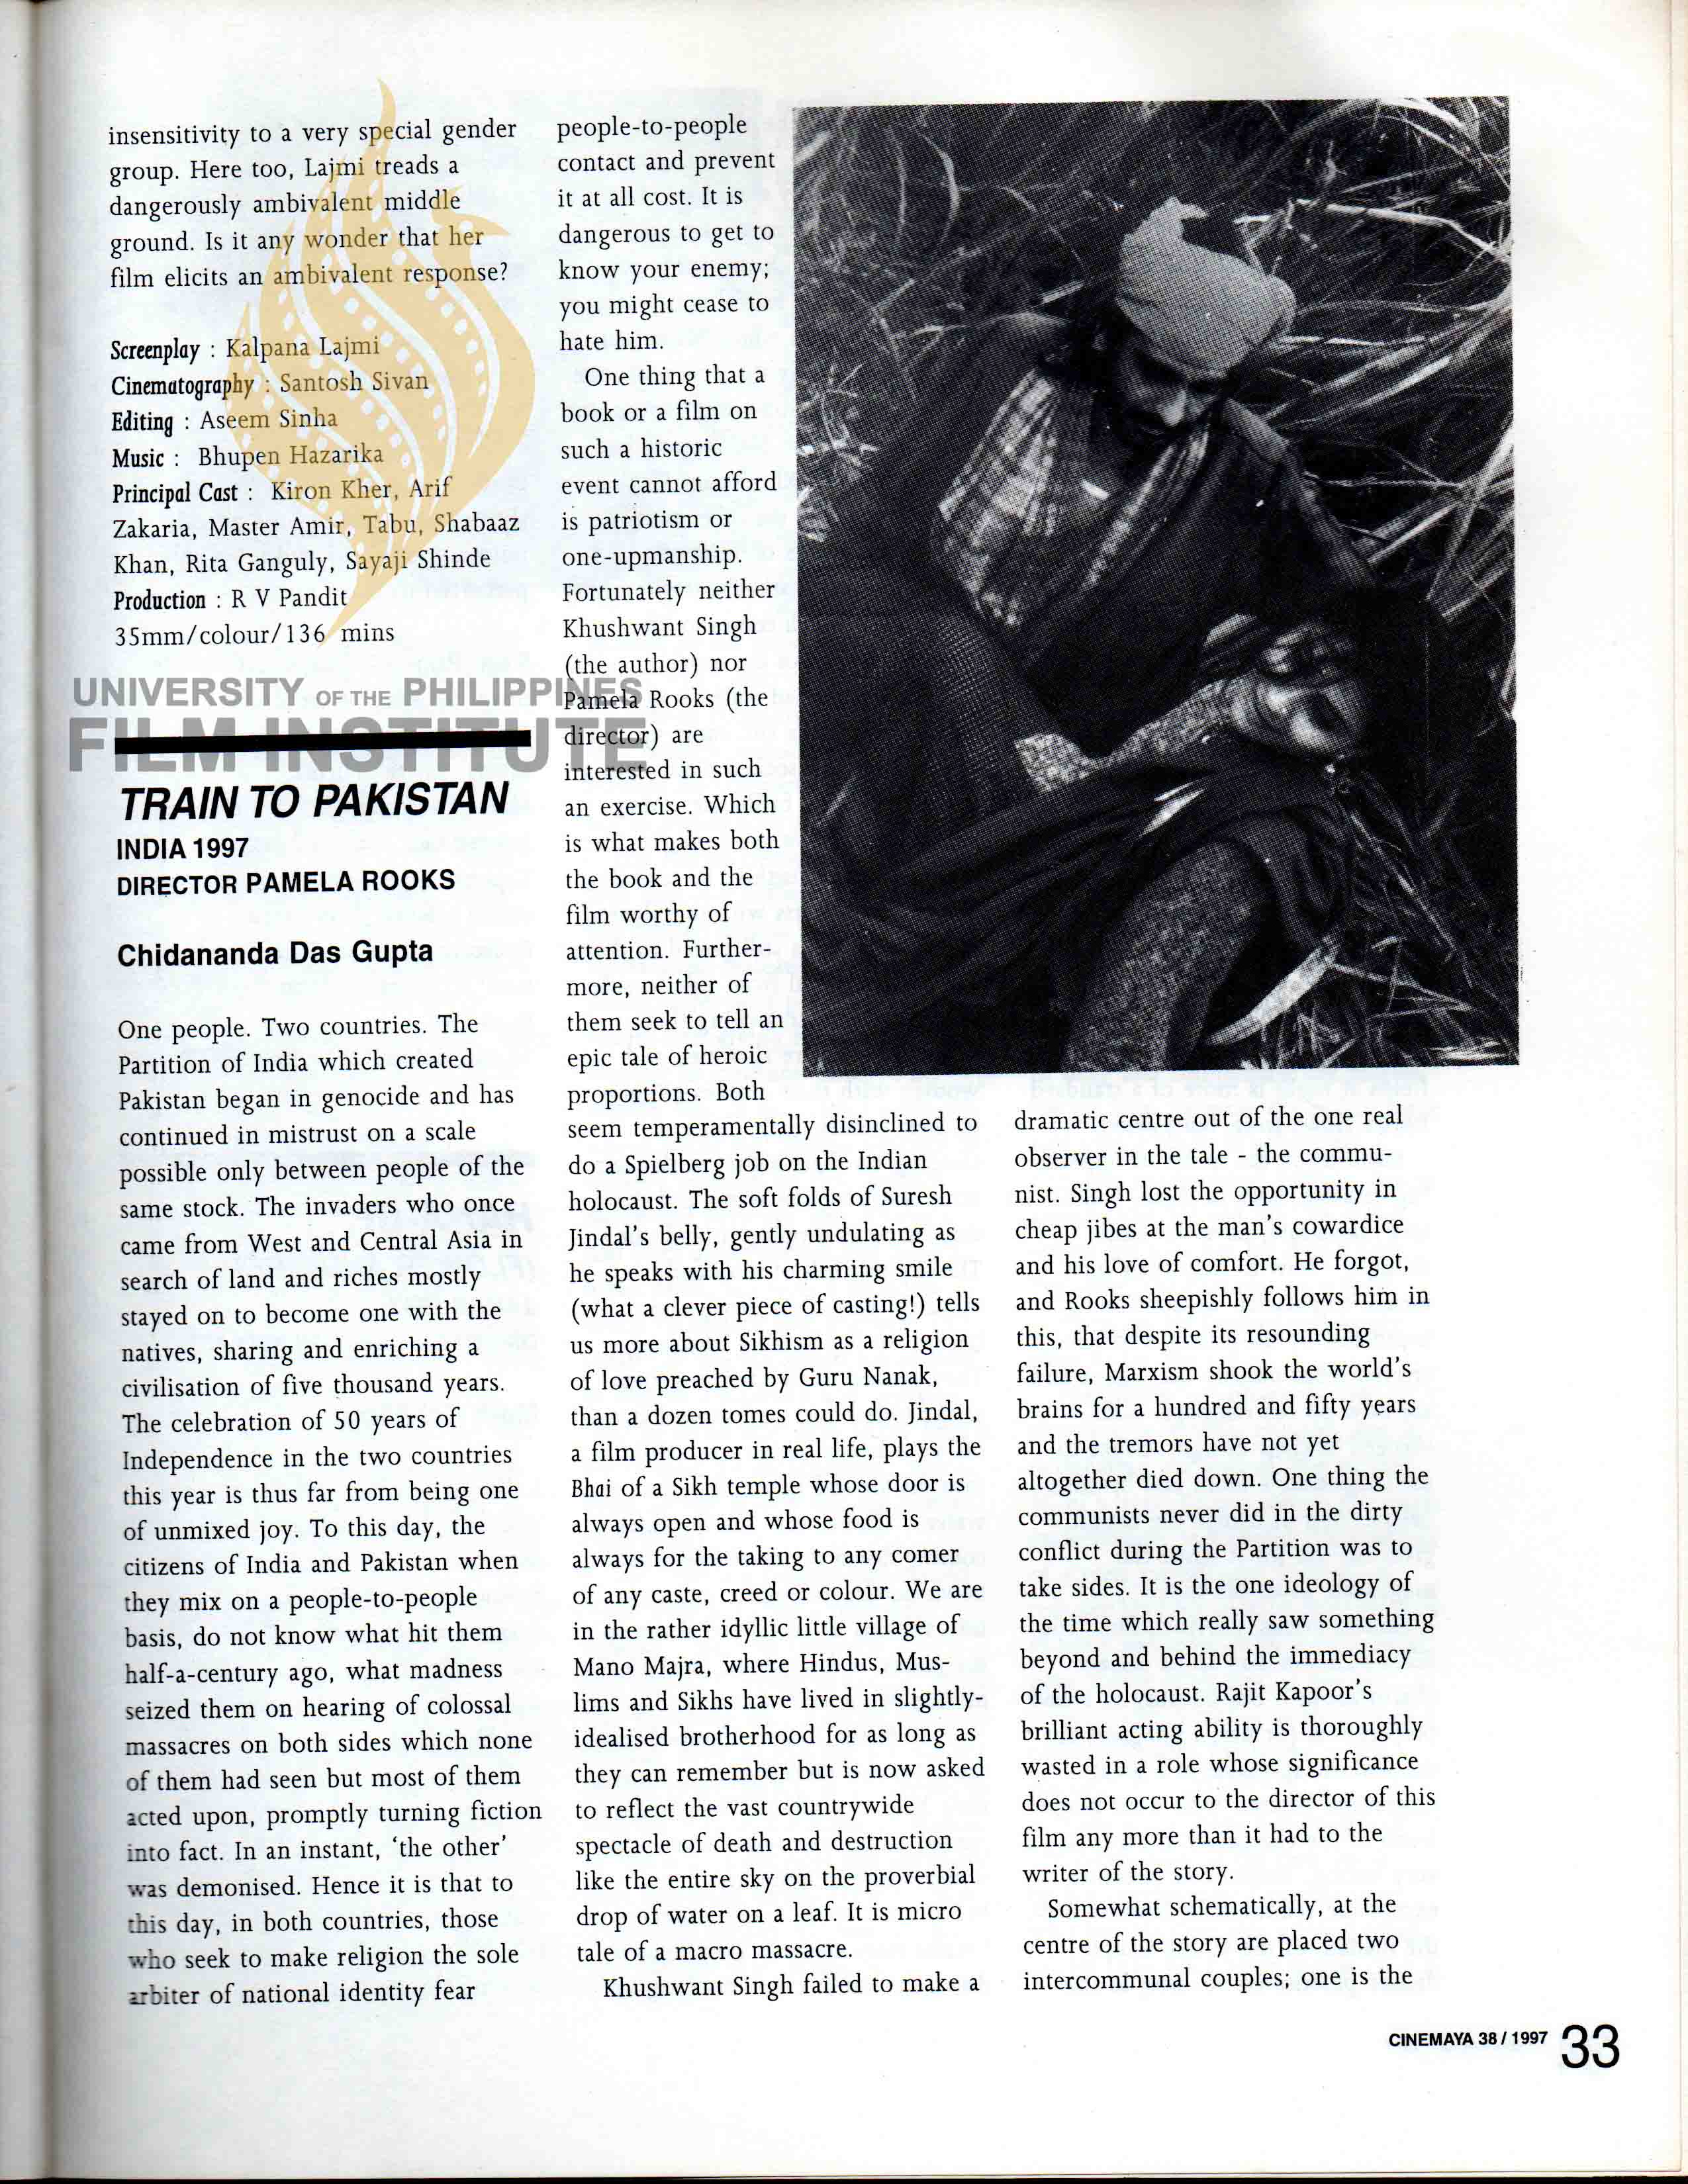 insensitivity to a very special gender
group. Here too, Lajmi treads a
dangerously ambivalent middle
ground. Is it any wonder that her
film elicits an ambivalent response?
Screenplay : Kalpana Lajmi
Cinematography : Santosh Sivan
Editing : Aseem Sinha
Music : Bhupen Hazarika
Principal Cast : Kiron Kher, Arif
Zakaria, Master Amir, Tabu, Shabaaz
Khan, Rita Ganguly, Sayaji Shinde
Production : R V Pandit
35mm/colour/136 mins
UNIVERSITY OF THE PHILIPPINES
FILM INSTITUTE
TRAIN TO PAKISTAN
INDIA 1997
DIRECTOR PAMELA ROOKS
Chidananda Das Gupta
One people. Two countries. The
Partition of India which created
Pakistan began in genocide and has
continued in mistrust on a scale
possible only between people of the
same stock. The invaders who once
came from West and Central Asia in
search of land and riches mostly
stayed on to become one with the
natives, sharing and enriching a
civilisation of five thousand years.
The celebration of 50 years of
Independence in the two countries
this year is thus far from being one
of unmixed joy. To this day, the
citizens of India and Pakistan when
they mix on a people-to-people
basis, do not know what hit them
half-a-century ago, what madness
seized them on hearing of colossal
massacres on both sides which none
of them had seen but most of them
acted upon, promptly turning fiction
into fact. In an instant, ‘the other’
was demonised. Hence it is that to
this day, in both countries, those
who seek to make religion the sole
arbiter of national identity fear
people-to-people
contact and prevent
it at all cost. It is
dangerous to get to
know your enemy;
you might cease to
hate him.
One thing that a
book or a film on
such a historic
event cannot afford
is patriotism or
one-upmanship.
Fortunately neither
Khushwant Singh
(the author) nor
Pamela Rooks (the
director) are
interested in such
an exercise. Which
is what makes both
the book and the
film worthy of
attention. Further-
more, neither of
them seek to tell an
epic tale of heroic
proportions. Both
seem temperamentally disinclined to
do a Spielberg job on the Indian
holocaust. The soft folds of Suresh
Jindal's belly, gently undulating as
he speaks with his charming smile
(what a clever piece of casting!) tells
us more about Sikhism as a religion
of love preached by Guru Nanak,
than a dozen tomes could do. Jindal,
a film producer in real life, plays the
Bhai of a Sikh temple whose door is
always open and whose food is
always for the taking to any comer
of any caste, creed or colour. We are
in the rather idyllic little village of
Mano Majra, where Hindus, Mus-
lims and Sikhs have lived in slightly-
idealised brotherhood for as long as
they can remember but is now asked
to reflect the vast countrywide
spectacle of death and destruction
like the entire sky on the proverbial
drop of water on a leaf. It is micro
tale of a macro massacre.
Khushwant Singh failed to make a
dramatic centre out of the one real
observer in the tale - the commu-
nist. Singh lost the opportunity in
cheap jibes at the man's cowardice
and his love of comfort. He forgot,
and Rooks sheepishly follows him in
this, that despite its resounding
failure, Marxism shook the world's
brains for a hundred and fifty years
and the tremors have not yet
altogether died down. One thing the
communists never did in the dirty
conflict during the Partition was to
take sides. It is the one ideology of
the time which really saw something
beyond and behind the immediacy
of the holocaust. Rajit Kapoor's
brilliant acting ability is thoroughly
wasted in a role whose significance
does not occur to the director of this
film any more than it had to the
writer of the story.
Somewhat schematically, at the
centre of the story are placed two
intercommunal couples; one is the
CINEMAYA 38 / 1997 33